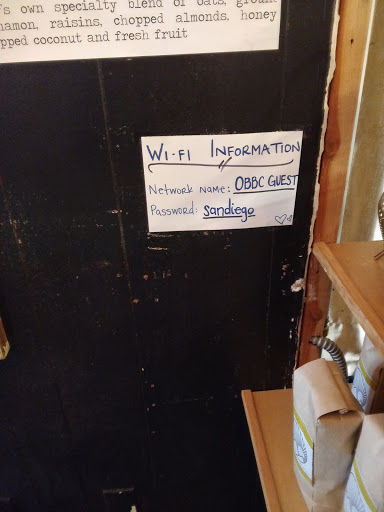 's own specialty blend of oats,
namon, raisins, chopped almonds, honey
pped coconut and fresh fruit
Wi-Fi Information
Network name: OBBC GUEST
Password: sandiego